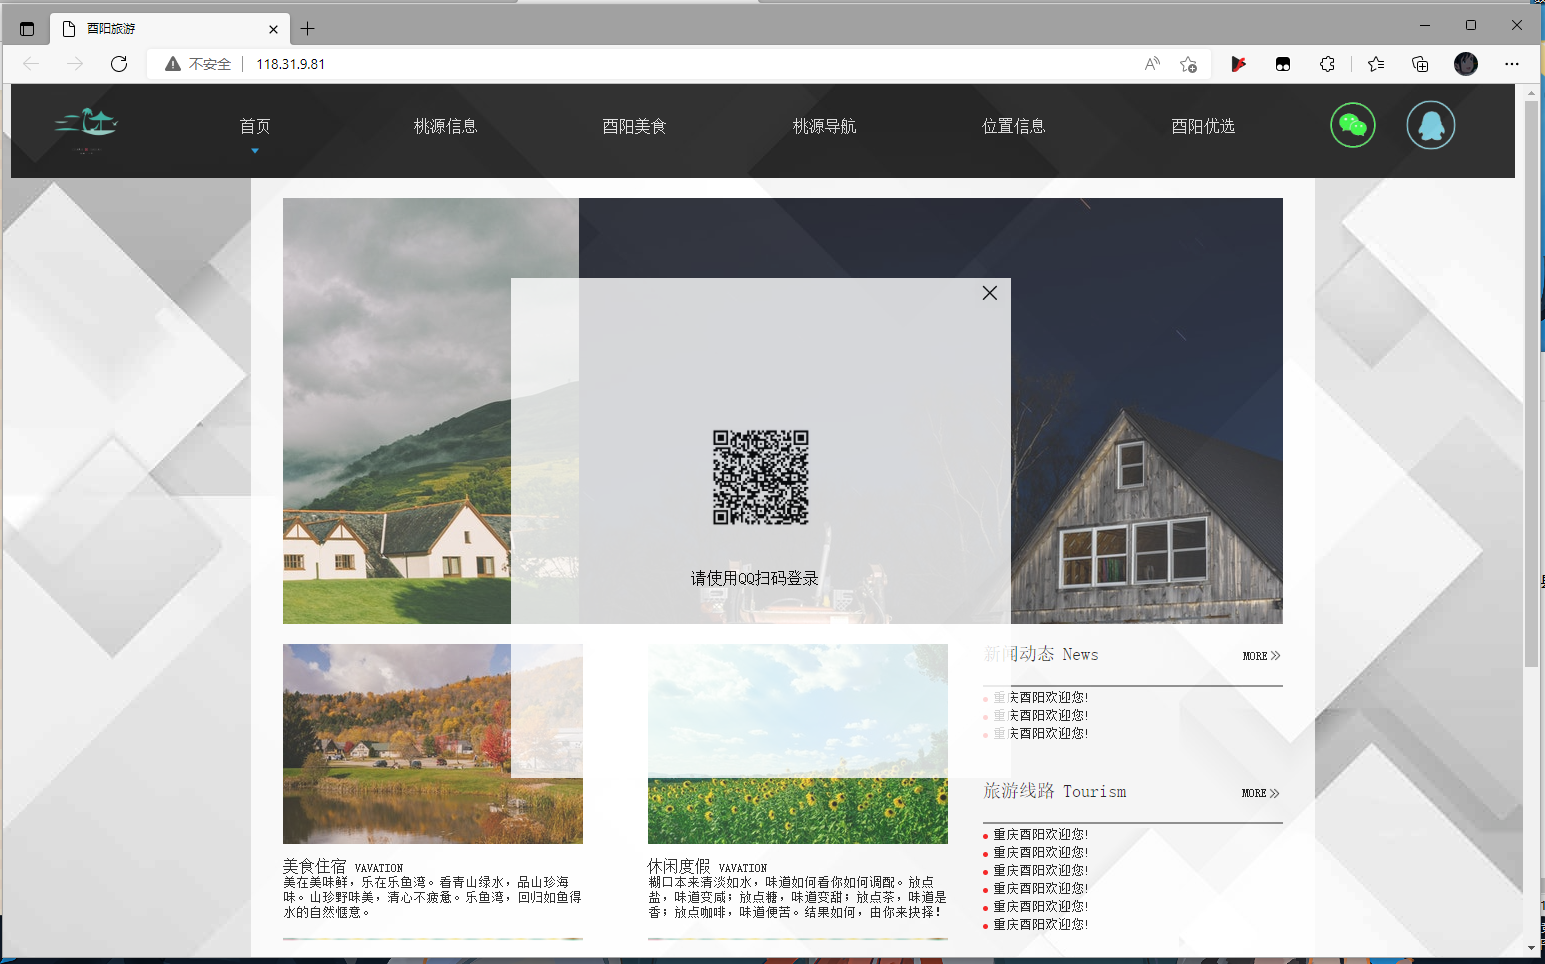 酉阳旅游
不安全
118.31.9.81
首页
桃源信息
酉阳美食
桃源导航
位置信息
酉阳优选
请使用QQ扫码登录
新闻动态 News
MORE
重庆酉阳欢迎您!
重庆酉阳欢迎您!
重庆酉阳欢迎您!
旅游线路 Tourism
MORE
重庆酉阳欢迎您!
重庆酉阳欢迎您!
重庆酉阳欢迎您!
重庆酉阳欢迎您!
重庆酉阳欢迎您!
重庆酉阳欢迎您!
美食住宿 VAVATION
美在美味鲜，乐在乐鱼湾。看青山绿水，品山珍海
味。山珍野味美，清心不疲惫。乐鱼湾，回归如鱼得
水的自然惬意。
休闲度假 VAVATION
糊口本来清淡如水，味道如何看你如何调配。放点
盐，味道变咸；放点糖，味道变甜；放点茶，味道是
香；放点咖啡，味道便苦。结果如何，由你来抉择！